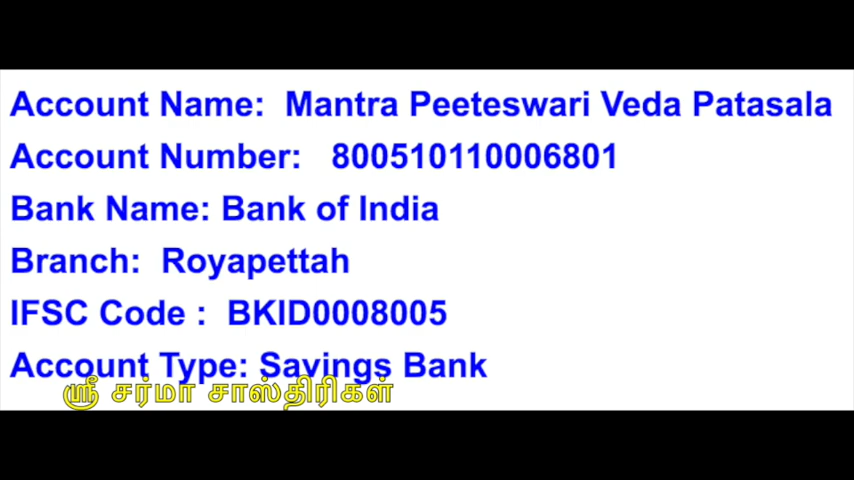 Account Name: Mantra Peeteswari Veda Patasala
Account Number: 800510110006801
Bank Name: Bank of India
Branch: Royapettah
IFSC Code : BKID0008005
Account Type: Savings Bank
ஸ்ரீ சர்மா சாஸ்திரிகள்